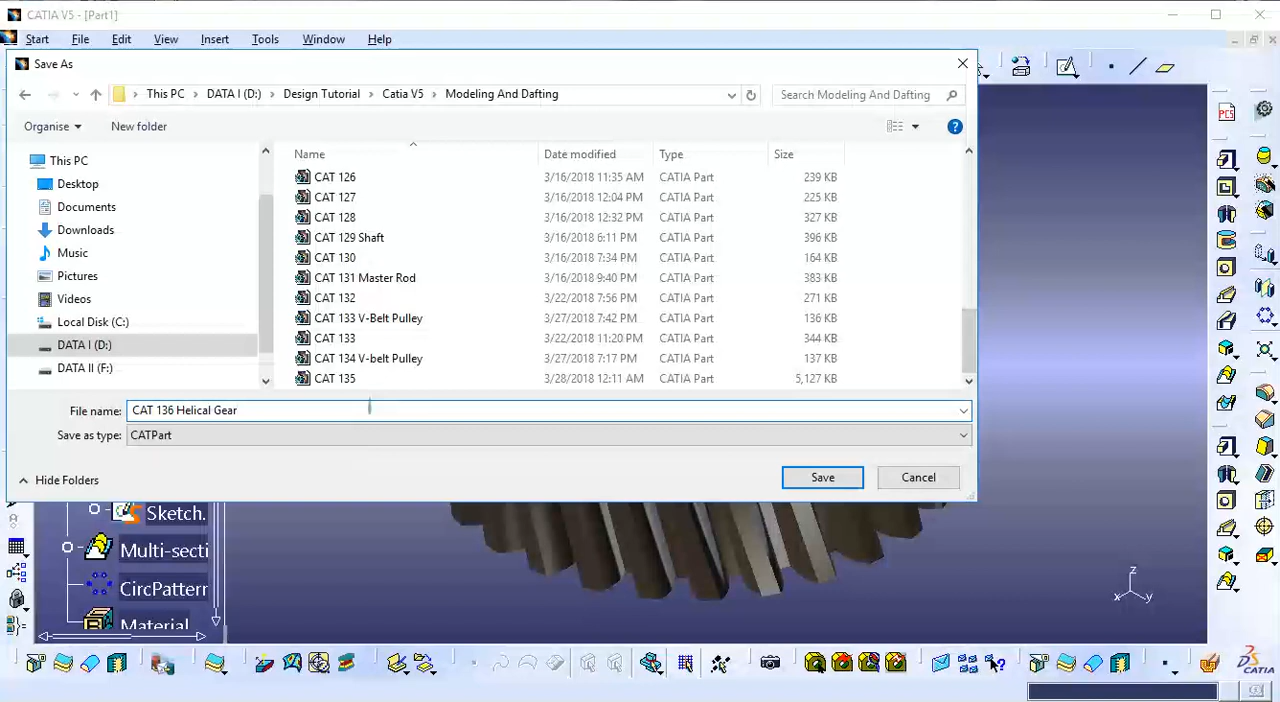 CATIA V5 - [Part1]
Start File Edit View Insert Tools Window Help
Save As
This PC > DATA I (D:) > Design Tutorial > Catia V5 > Modeling And Dafting
Search Modeling And Dafting
Organise New folder
This PC
Desktop
Documents
Downloads
Music
Pictures
Videos
Local Disk (C:)
DATA I (D:)
DATA II (F:)
Name Date modified Type Size
CAT 126 3/16/2018 11:35 AM CATIA Part 239 KB
CAT 127 3/16/2018 12:04 PM CATIA Part 225 KB
CAT 128 3/16/2018 12:32 PM CATIA Part 327 KB
CAT 129 Shaft 3/16/2018 6:11 PM CATIA Part 396 KB
CAT 130 3/16/2018 7:34 PM CATIA Part 164 KB
CAT 131 Master Rod 3/16/2018 9:40 PM CATIA Part 383 KB
CAT 132 3/22/2018 7:56 PM CATIA Part 271 KB
CAT 133 V-Belt Pulley 3/27/2018 7:42 PM CATIA Part 136 KB
CAT 133 3/22/2018 11:20 PM CATIA Part 344 KB
CAT 134 V-belt Pulley 3/27/2018 7:17 PM CATIA Part 137 KB
CAT 135 3/28/2018 12:11 AM CATIA Part 5,127 KB
File name: CAT 136 Helical Gear
Save as type: CATPart
Hide Folders Save Cancel
Sketch.
Multi-secti
CircPattern
Material
PCS
z
x y
CATIA